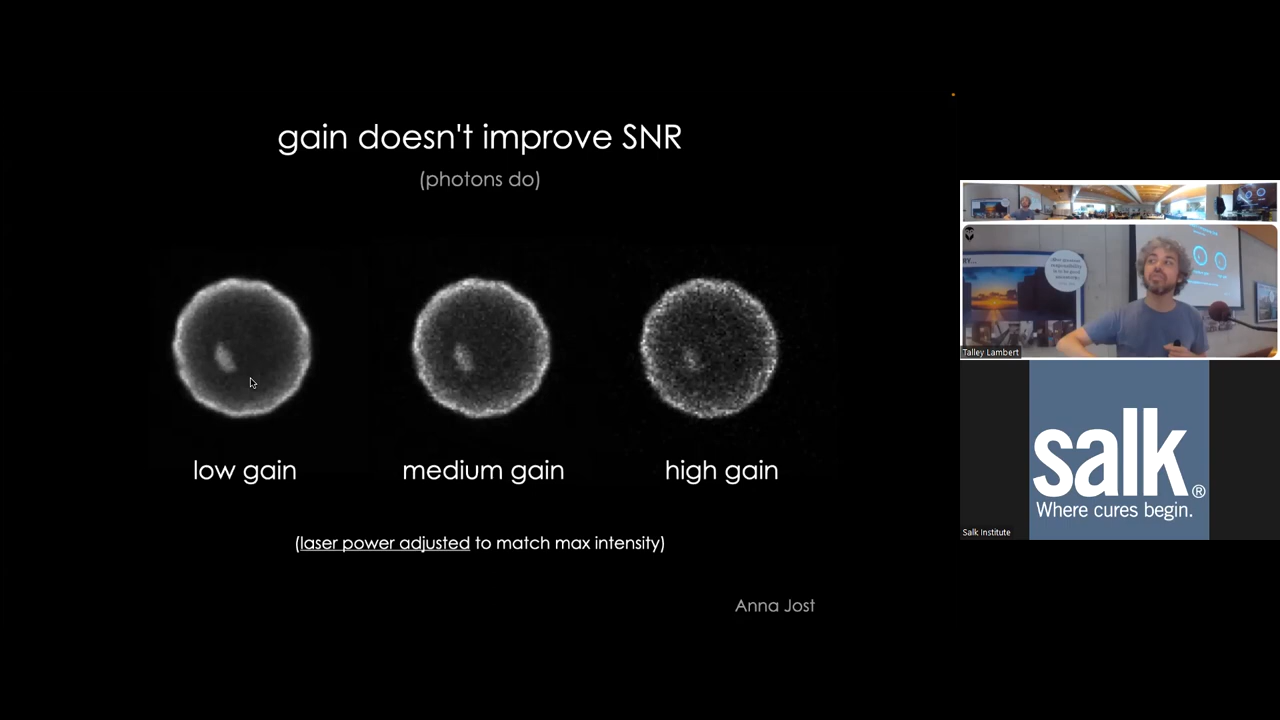 gain doesn't improve SNR
(photons do)
low gain
medium gain
high gain
(laser power adjusted to match max intensity)
Anna Jost
Talley Lambert
salk®
Where cures begin.
Salk Institute